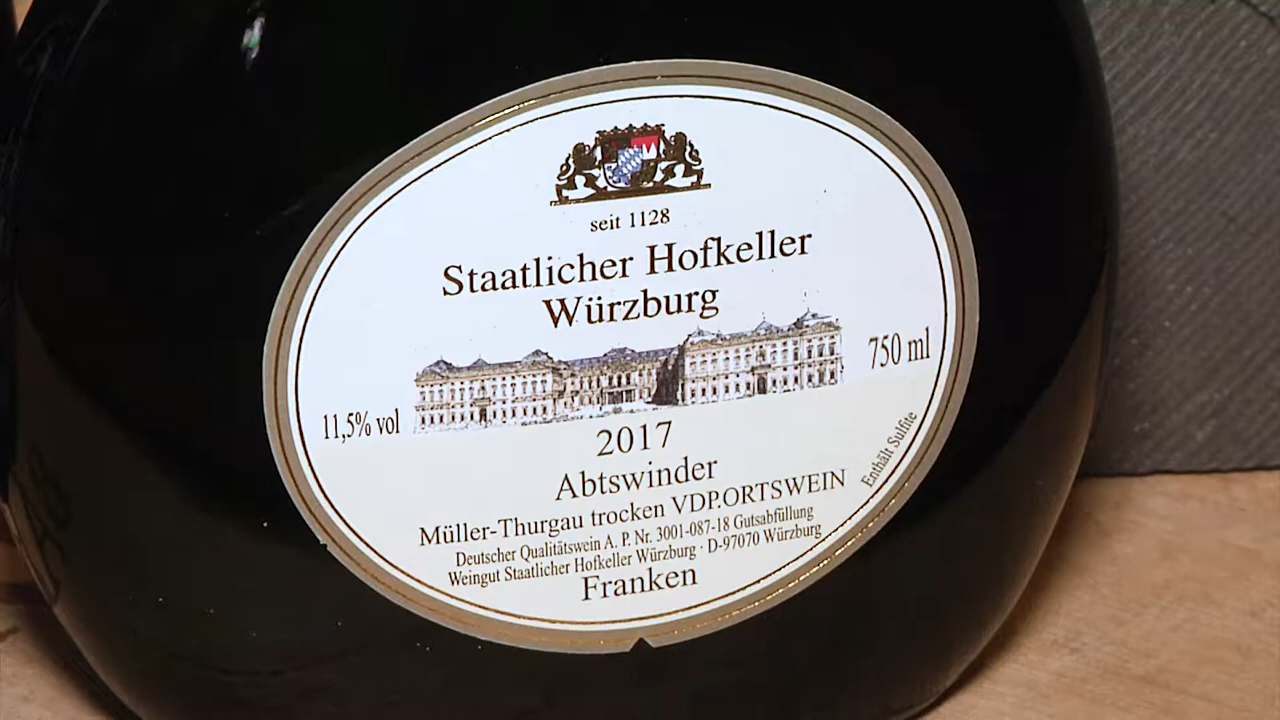 seit 1128
Staatlicher Hofkeller
Würzburg
750 ml
11,5% vol
2017
Abtswinder
Enthält Sulfite
Müller-Thurgau trocken VDP.ORTSWEIN
Deutscher Qualitätswein A. P. Nr. 3001-087-18 Gutsabfüllung
Weingut Staatlicher Hofkeller Würzburg · D-97070 Würzburg
Franken